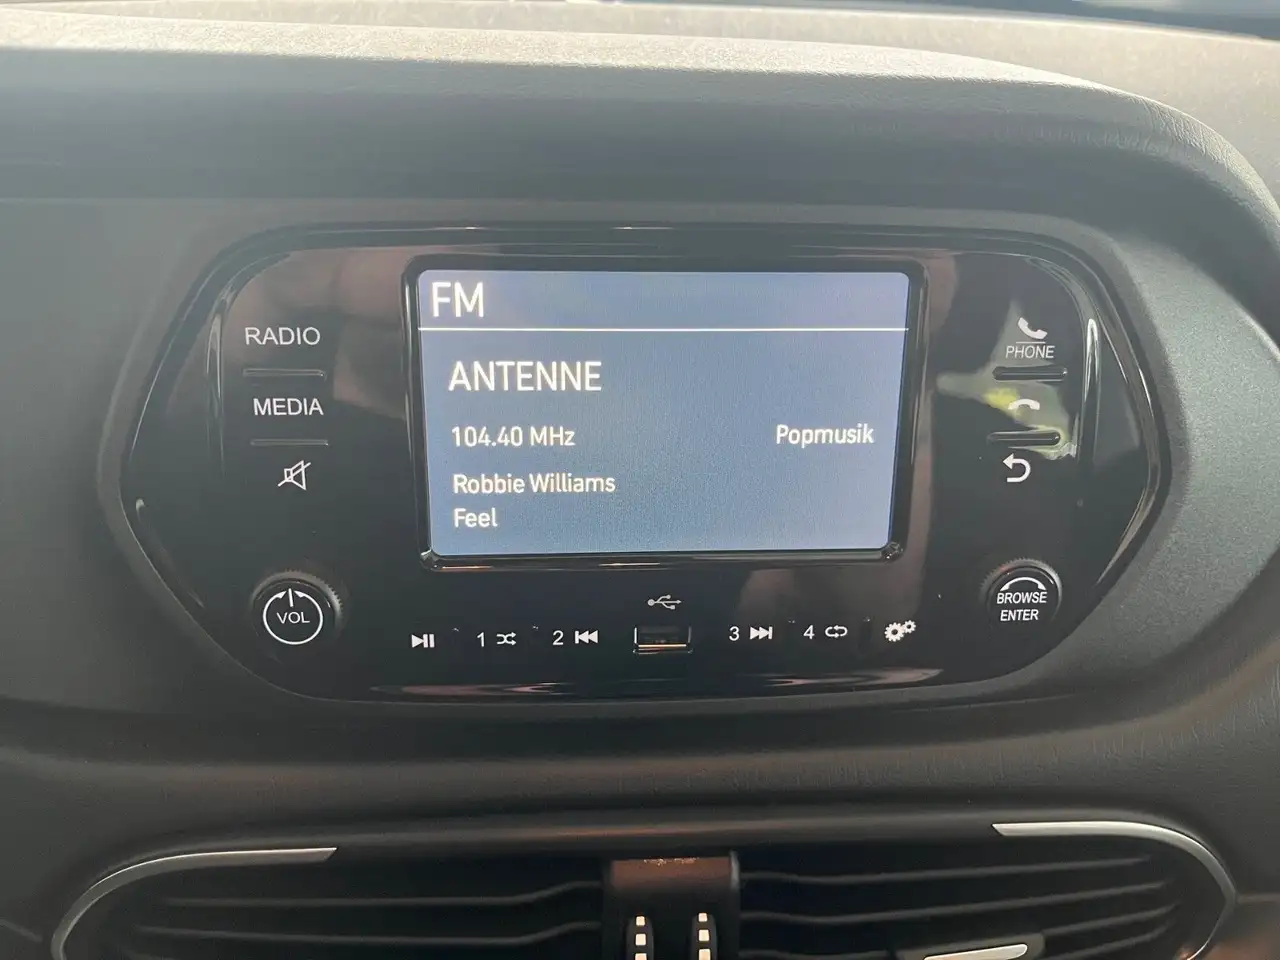 FM
RADIO
PHONE
ANTENNE
MEDIA
104.40 MHz
Popmusik
Robbie Williams
Feel
VOL
BROWSE
ENTER
1
2
3
4